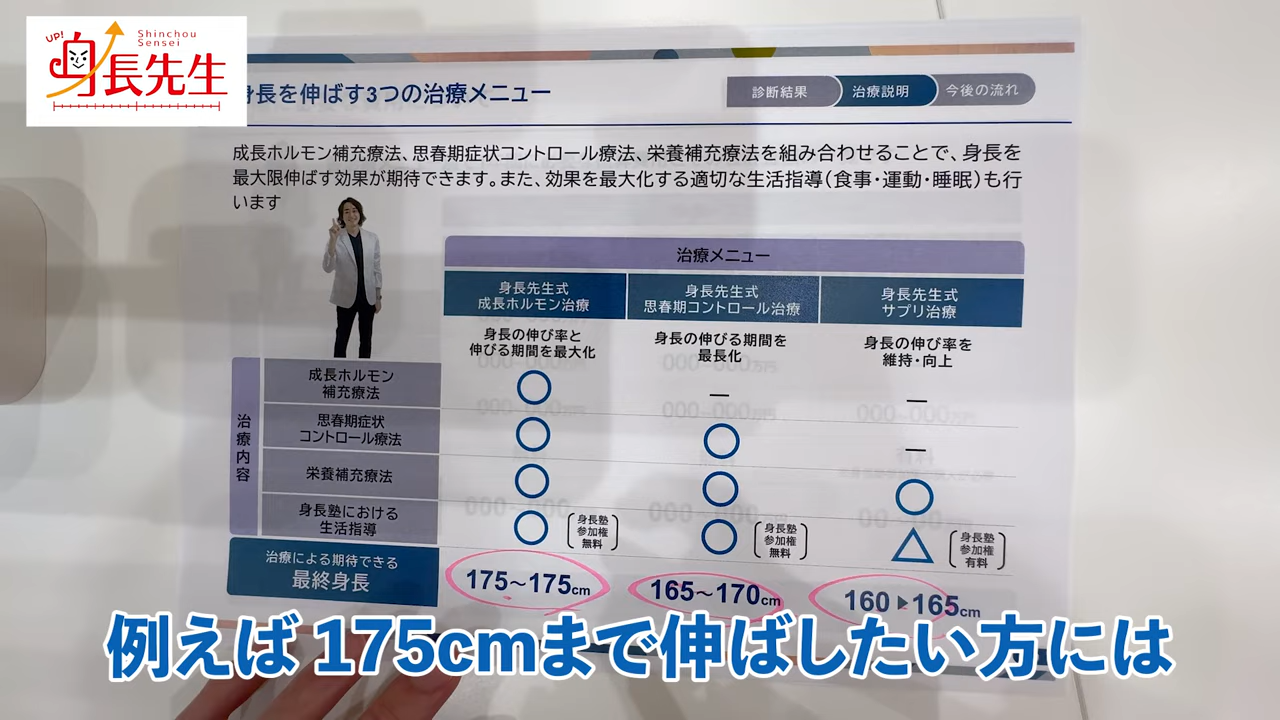 UP!
Shinchou
Sensei
身長先生
身長を伸ばす3つの治療メニュー
診断結果
治療説明
今後の流れ
成長ホルモン補充療法、思春期症状コントロール療法、栄養補充療法を組み合わせることで、身長を
最大限伸ばす効果が期待できます。また、効果を最大化する適切な生活指導(食事・運動・睡眠)も行
います
治療メニュー
身長先生式
成長ホルモン治療
身長先生式
思春期コントロール治療
身長先生式
サプリ治療
身長の伸び率と
伸びる期間を最大化
身長の伸びる期間を
最長化
身長の伸び率を
維持・向上
治療内容
成長ホルモン
補充療法
○
ー
ー
思春期症状
コントロール療法
○
○
ー
栄養補充療法
○
○
○
身長塾における
生活指導
○
身長塾
参加権
無料
○
身長塾
参加権
無料
△
身長塾
参加権
有料
治療による期待できる
最終身長
175〜175cm
165〜170cm
160▶165cm
例えば 175cmまで伸ばしたい方には